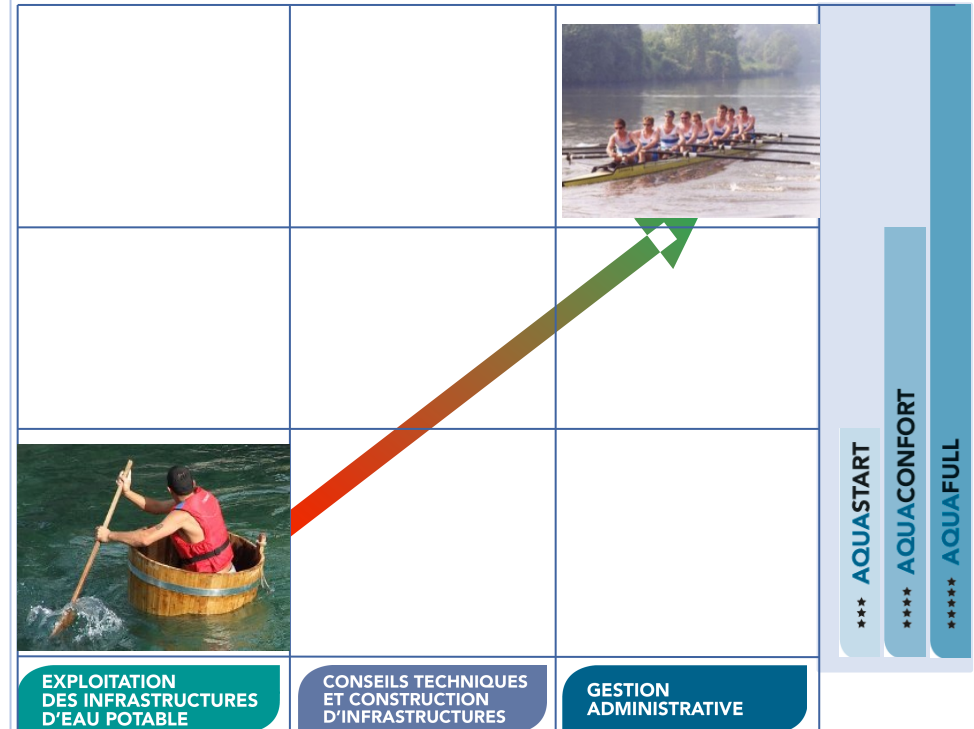 AQUASTART
AQUACONFORT
AQUAFULL
EXPLOITATION
DES INFRASTRUCTURES
D'EAU POTABLE
CONSEILS TECHNIQUES
ET CONSTRUCTION
D'INFRASTRUCTURES
GESTION
ADMINISTRATIVE